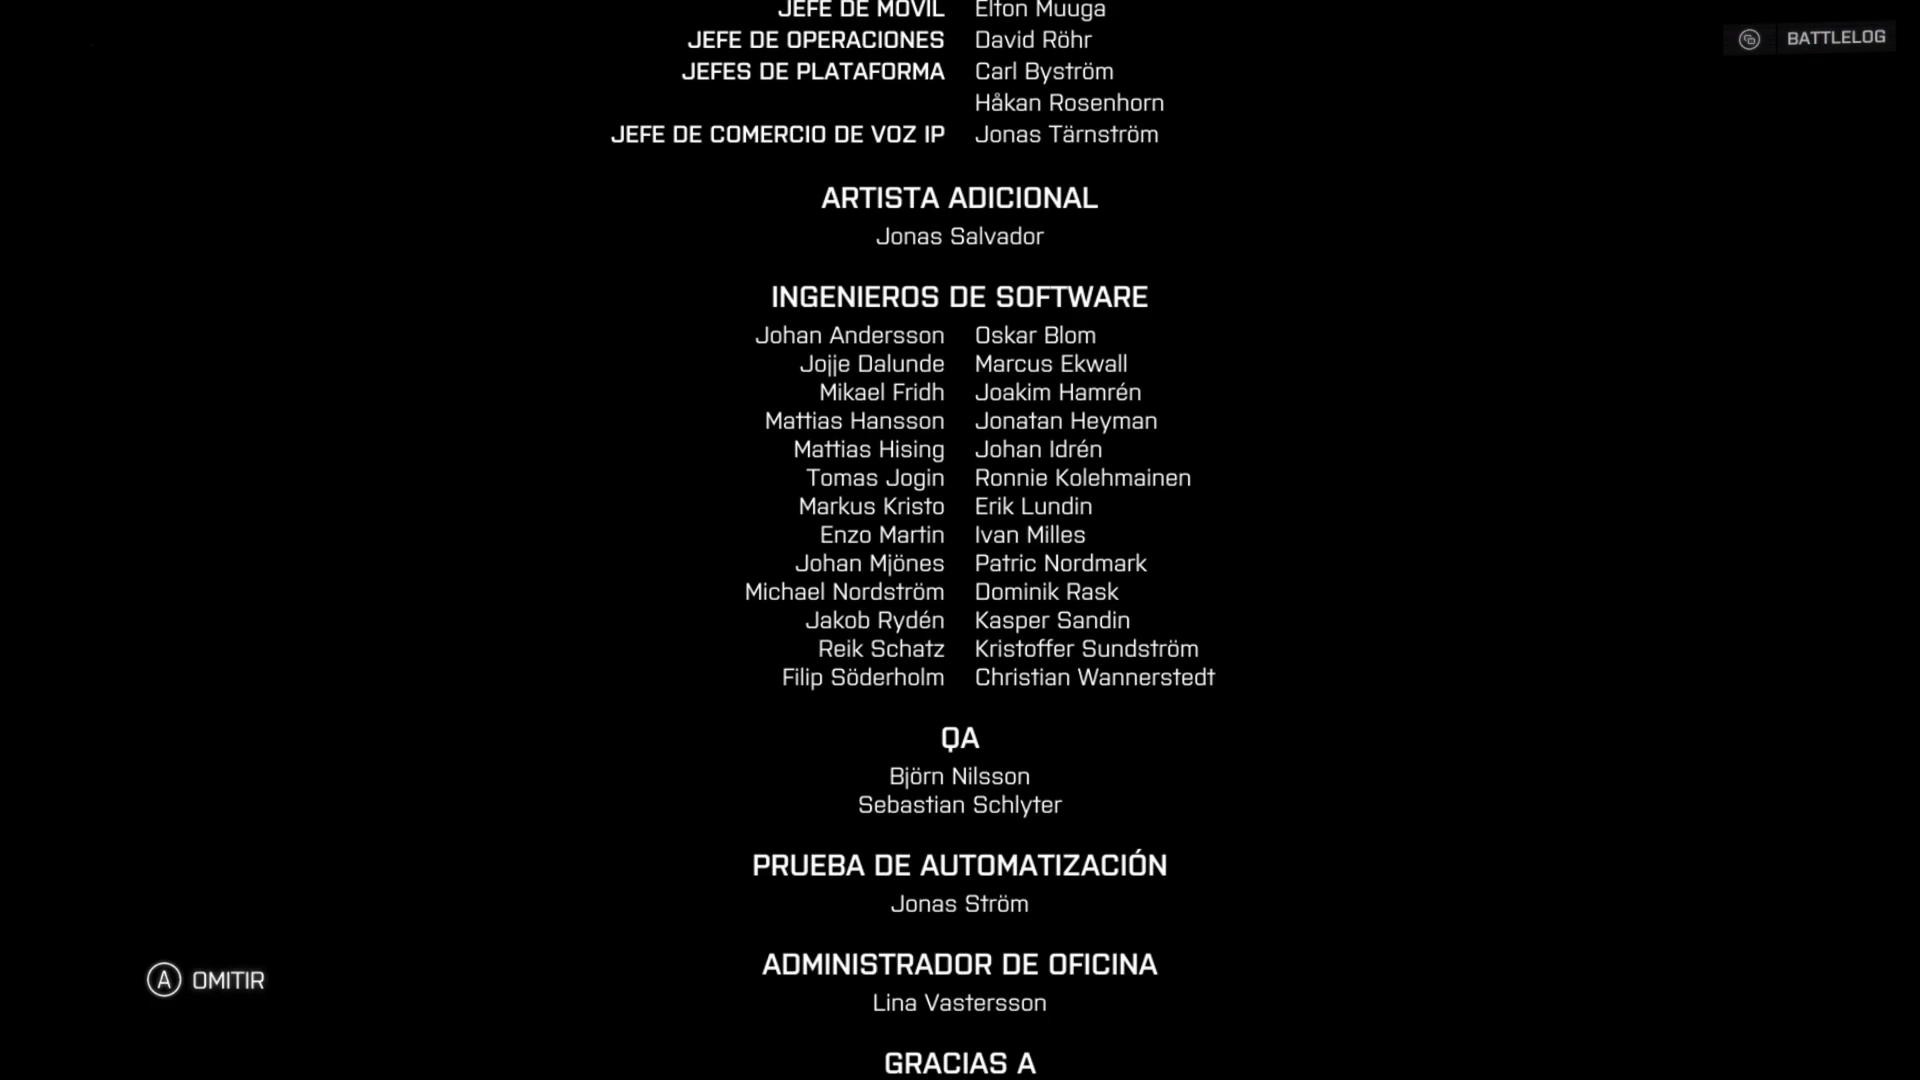 JEFE DE MÓVIL Elton Muuga
JEFE DE OPERACIONES David Röhr
JEFES DE PLATAFORMA Carl Byström
Håkan Rosenhorn
JEFE DE COMERCIO DE VOZ IP Jonas Tärnström
BATTLELOG
ARTISTA ADICIONAL
Jonas Salvador
INGENIEROS DE SOFTWARE
Johan Andersson Oskar Blom
Jojje Dalunde Marcus Ekwall
Mikael Fridh Joakim Hamrén
Mattias Hansson Jonatan Heyman
Mattias Hising Johan Idrén
Tomas Jogin Ronnie Kolehmainen
Markus Kristo Erik Lundin
Enzo Martin Ivan Milles
Johan Mjönes Patric Nordmark
Michael Nordström Dominik Rask
Jakob Rydén Kasper Sandin
Reik Schatz Kristoffer Sundström
Filip Söderholm Christian Wannerstedt
QA
Björn Nilsson
Sebastian Schlyter
PRUEBA DE AUTOMATIZACIÓN
Jonas Ström
ADMINISTRADOR DE OFICINA
A OMITIR
Lina Vastersson
GRACIAS A